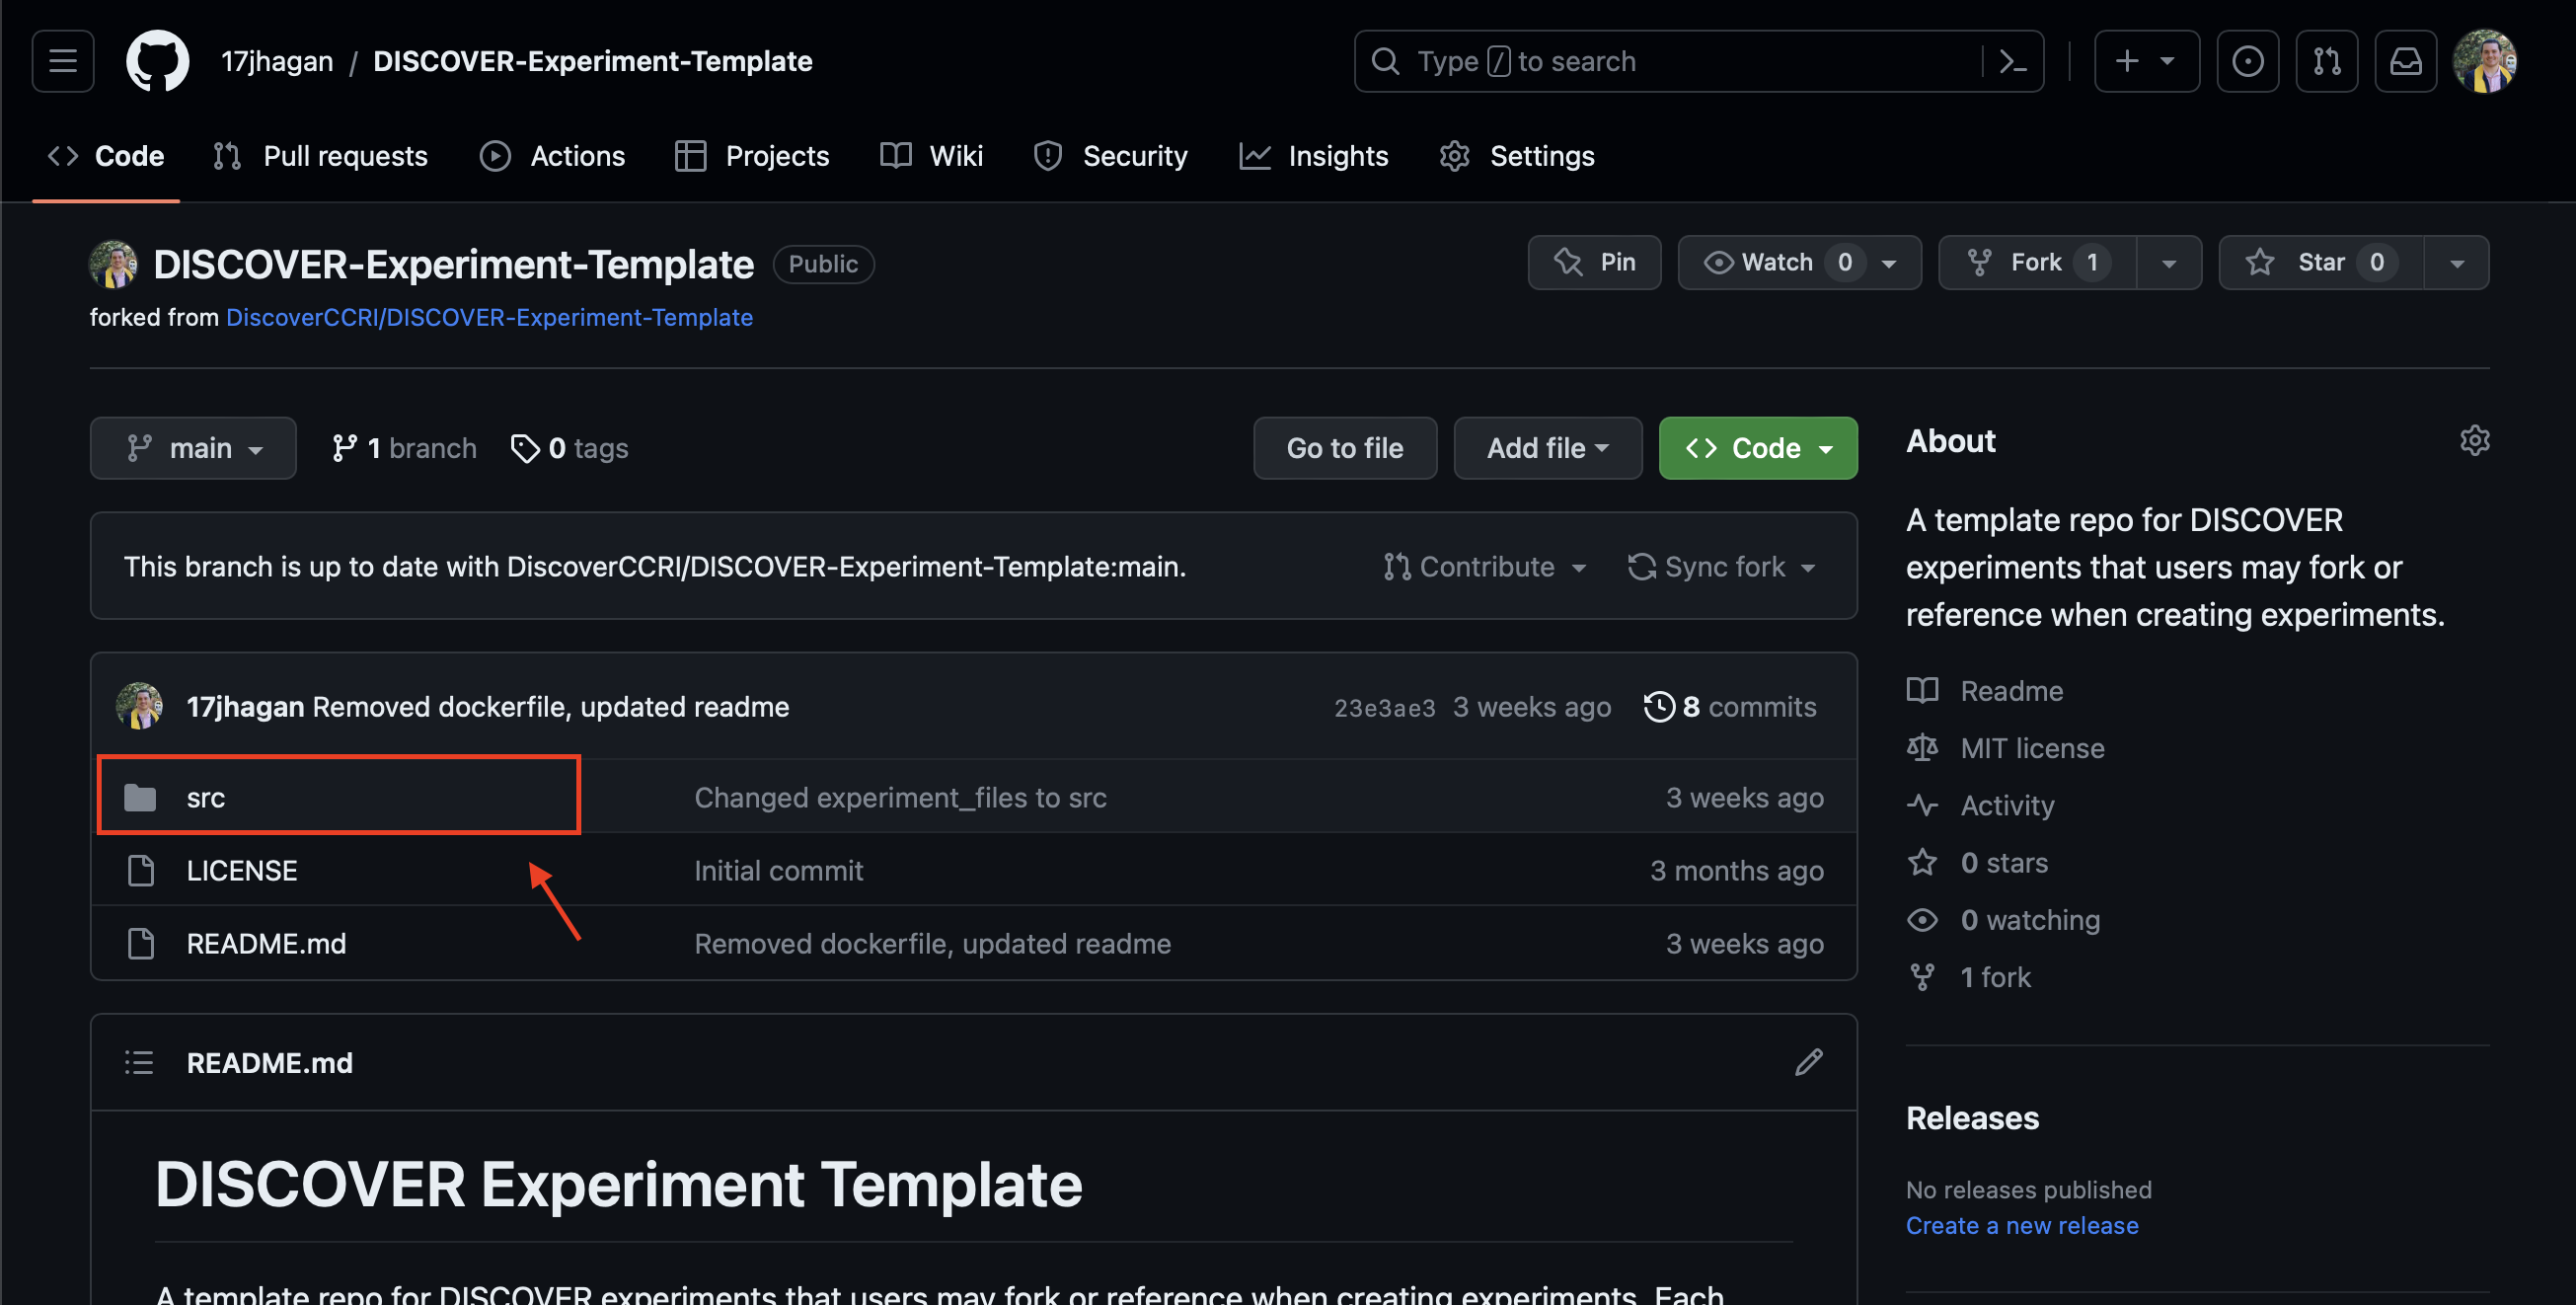 17jhagan / DISCOVER-Experiment-Template
Type / to search
Code
Pull requests
Actions
Projects
Wiki
Security
Insights
Settings
DISCOVER-Experiment-Template Public
Pin
Watch 0
Fork 1
Star 0
forked from DiscoverCCRI/DISCOVER-Experiment-Template
main
1 branch
0 tags
Go to file
Add file
Code
This branch is up to date with DiscoverCCRI/DISCOVER-Experiment-Template:main.
Contribute
Sync fork
17jhagan Removed dockerfile, updated readme 23e3ae3 3 weeks ago 8 commits
src Changed experiment_files to src 3 weeks ago
LICENSE Initial commit 3 months ago
README.md Removed dockerfile, updated readme 3 weeks ago
README.md
DISCOVER Experiment Template
A template repo for DISCOVER experiments that users may fork or reference when creating experiments. Each
About
A template repo for DISCOVER
experiments that users may fork or
reference when creating experiments.
Readme
MIT license
Activity
0 stars
0 watching
1 fork
Releases
No releases published
Create a new release